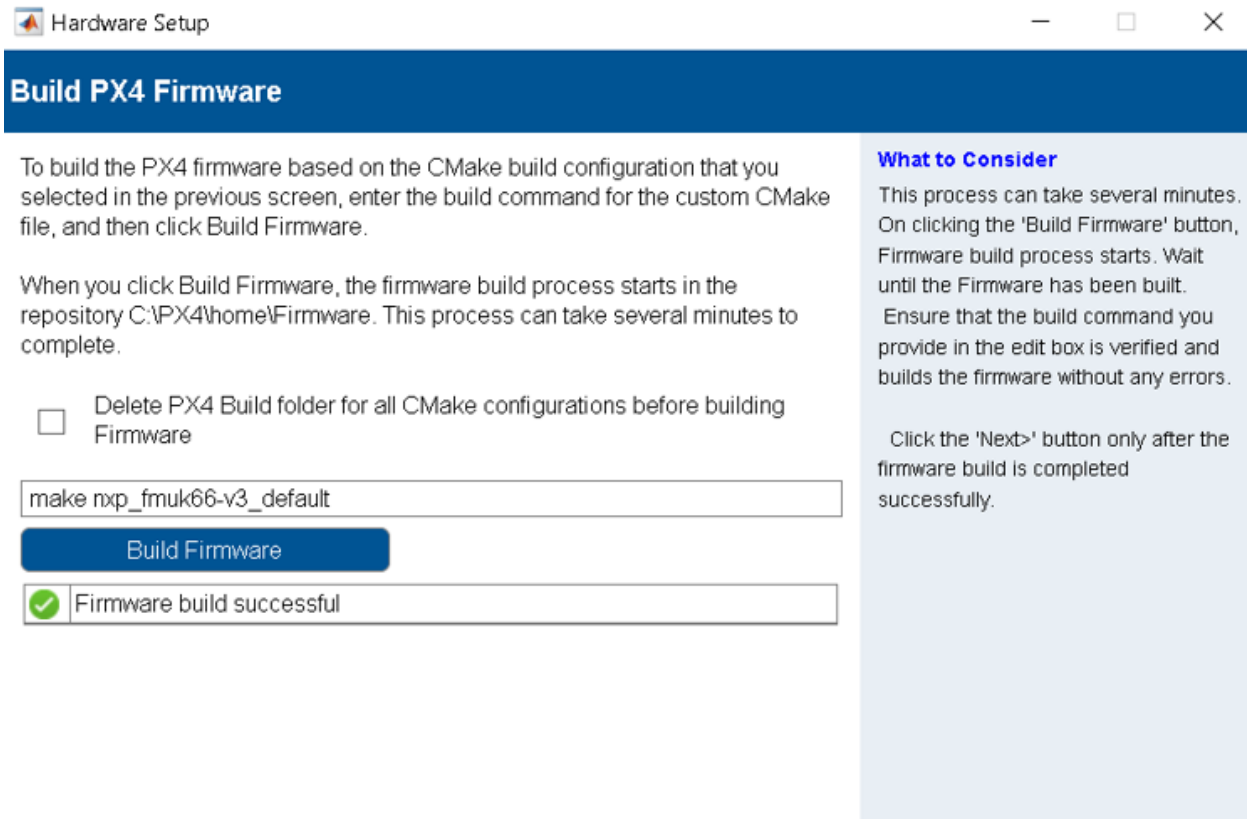 Hardware Setup
Build PX4 Firmware
To build the PX4 firmware based on the CMake build configuration that you
selected in the previous screen, enter the build command for the custom CMake
file, and then click Build Firmware.
When you click Build Firmware, the firmware build process starts in the
repository C:\PX4\home\Firmware. This process can take several minutes to
complete.
Delete PX4 Build folder for all CMake configurations before building
Firmware
make nxp_fmuk66-v3_default
Build Firmware
Firmware build successful
What to Consider
This process can take several minutes.
On clicking the 'Build Firmware' button,
Firmware build process starts. Wait
until the Firmware has been built.
Ensure that the build command you
provide in the edit box is verified and
builds the firmware without any errors.
Click the 'Next>' button only after the
firmware build is completed
successfully.